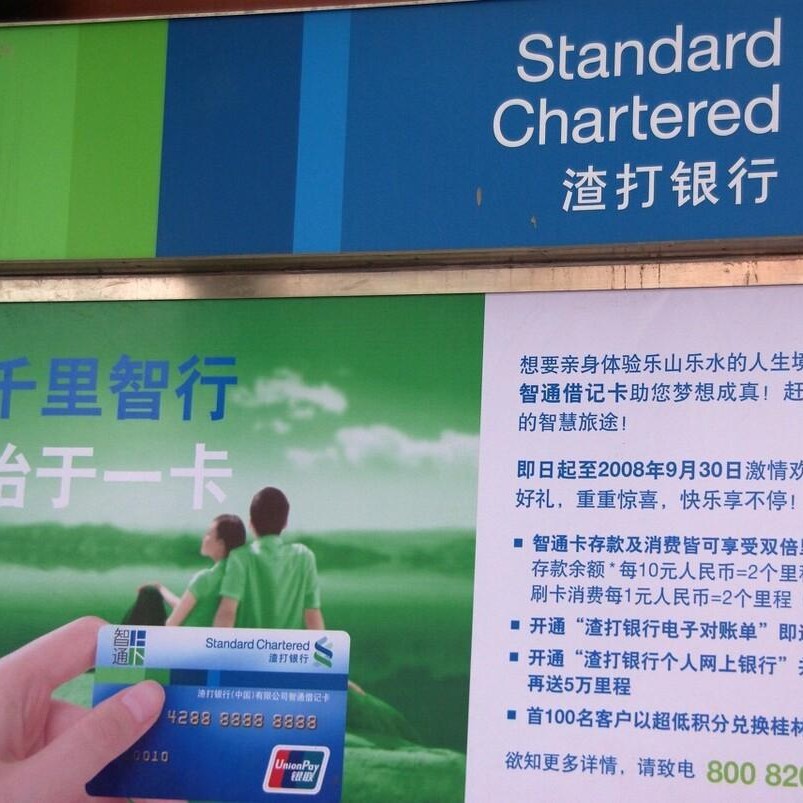 Standard
Chartered
渣打银行
千里智行
始于一卡
想要亲身体验乐山乐水的人生境
智通借记卡助您梦想成真！赶
的智慧旅途！
即日起至2008年9月30日激情欢
好礼，重重惊喜，快乐享不停！
■ 智通卡存款及消费皆可享受双倍里
存款余额*每10元人民币=2个里程
刷卡消费每1元人民币=2个里程
■ 开通“渣打银行电子对账单”即送
■ 开通“渣打银行个人网上银行”并
再送5万里程
■ 首100名客户以超低积分兑换桂林
欲知更多详情，请致电 800 820
智通卡
Standard Chartered
渣打银行
渣打银行(中国)有限公司智通借记卡
4288 8888 8888
0010
UnionPay
银联